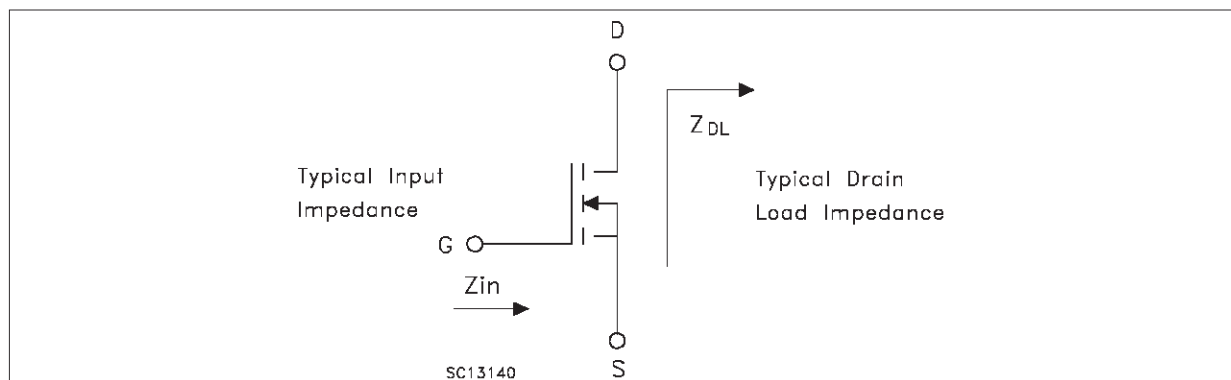 D
Z DL
Typical Input
Impedance
Typical Drain
Load Impedance
G
Zin
S
SC13140